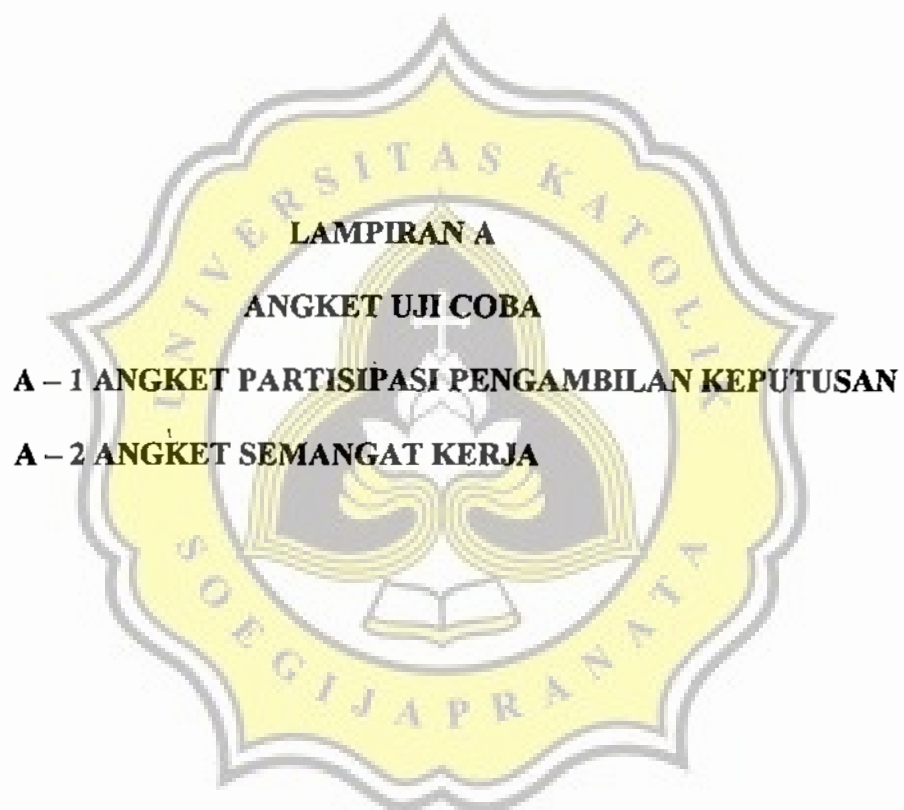 UNIVERSITAS KATOLIK
LAMPIRAN A
ANGKET UJI COBA
A – 1 ANGKET PARTISIPASI PENGAMBILAN KEPUTUSAN
A – 2 ANGKET SEMANGAT KERJA
SOEGIJAPRANATA